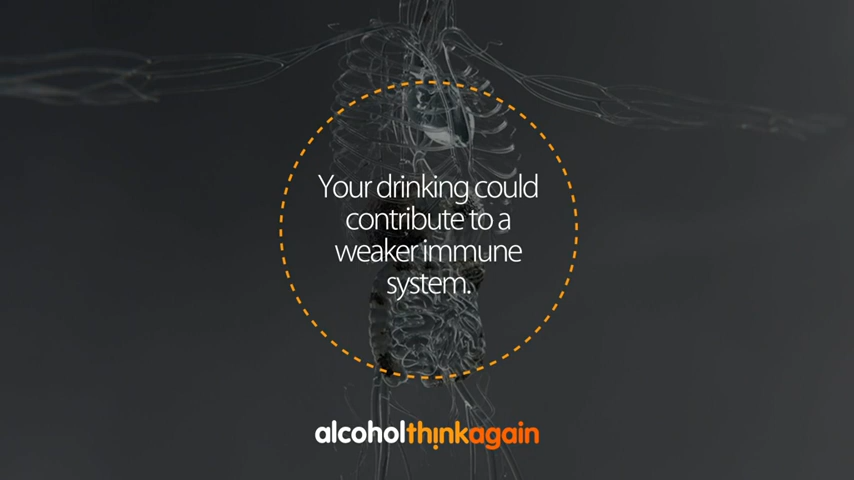 Your drinking could
contribute to a
weaker immune
system.
alcoholthinkagain